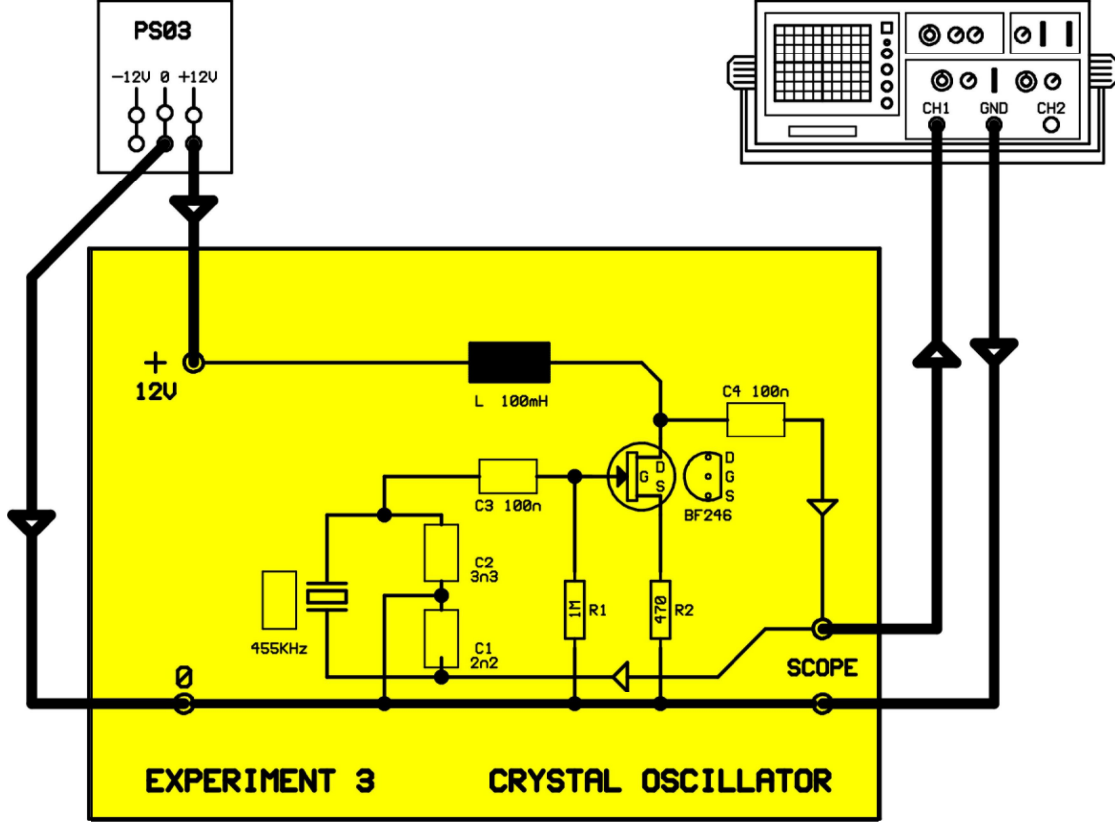 PS03
-12V 0 +12V
CH1 GND CH2
+
12V
L 100mH
C4 100n
D
G
S
D
G
S
BF246
C3 100n
C2
3n3
455KHz
C1
2n2
1M R1
470 R2
0
SCOPE
EXPERIMENT 3 CRYSTAL OSCILLATOR